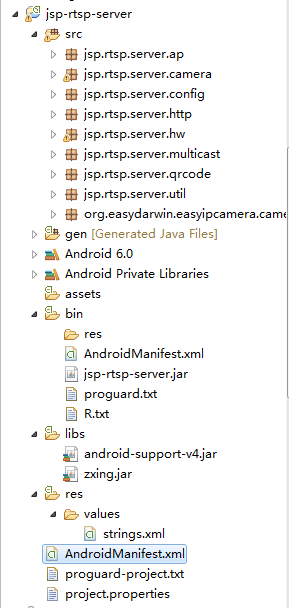 jsp-rtsp-server
src
jsp.rtsp.server.ap
jsp.rtsp.server.camera
jsp.rtsp.server.config
jsp.rtsp.server.http
jsp.rtsp.server.hw
jsp.rtsp.server.multicast
jsp.rtsp.server.qrcode
jsp.rtsp.server.util
org.easydarwin.easyipcamera.came
gen [Generated Java Files]
Android 6.0
Android Private Libraries
assets
bin
res
AndroidManifest.xml
jsp-rtsp-server.jar
proguard.txt
R.txt
libs
android-support-v4.jar
zxing.jar
res
values
strings.xml
AndroidManifest.xml
proguard-project.txt
project.properties